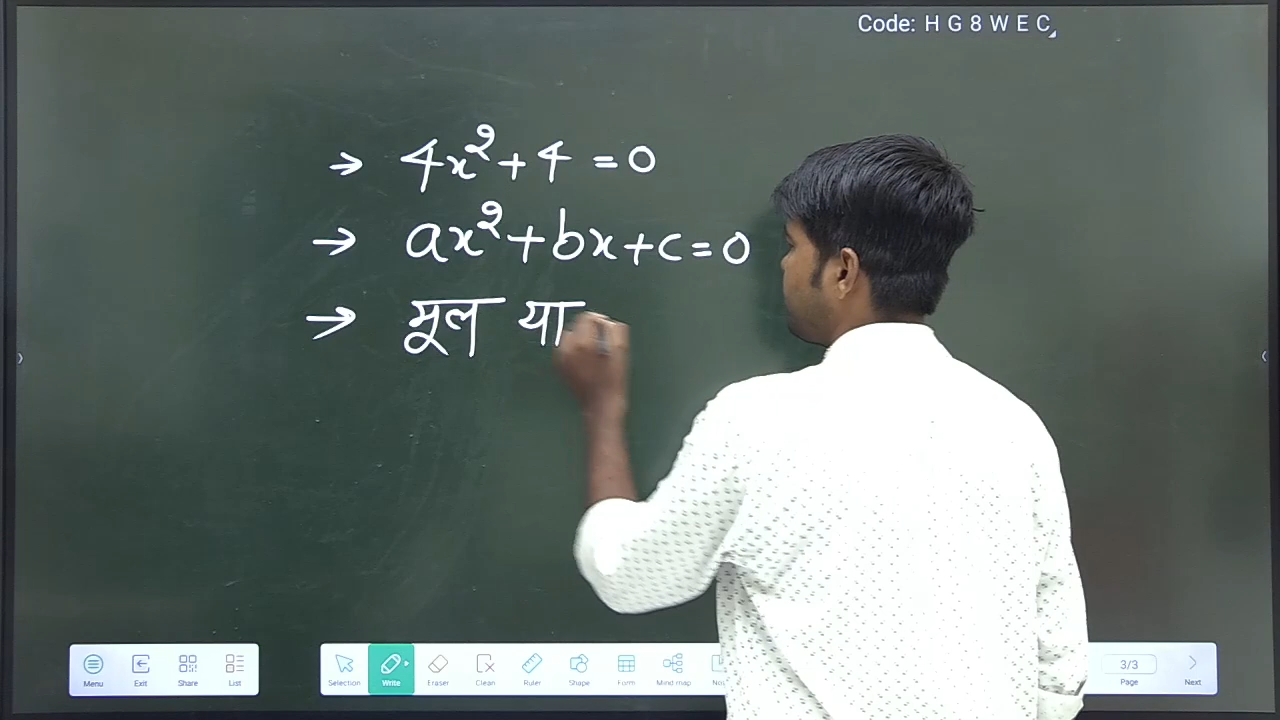 Code: H G 8 W E C
→ 4x²+4=0
→ ax²+bx+c=0
→ मूल या
Menu Exit Share List Selection Write Eraser Clean Ruler Shape Form Mind map 3/3 Page Next